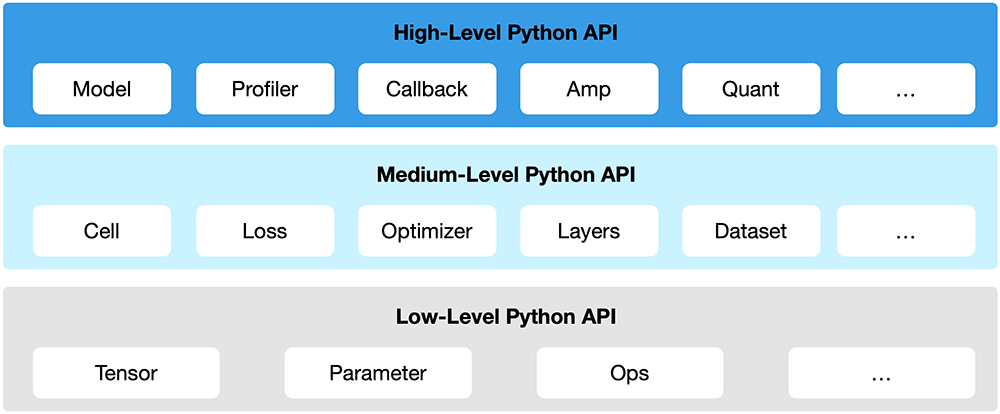 High-Level Python API
Model Profiler Callback Amp Quant ...
Medium-Level Python API
Cell Loss Optimizer Layers Dataset ...
Low-Level Python API
Tensor Parameter Ops ...